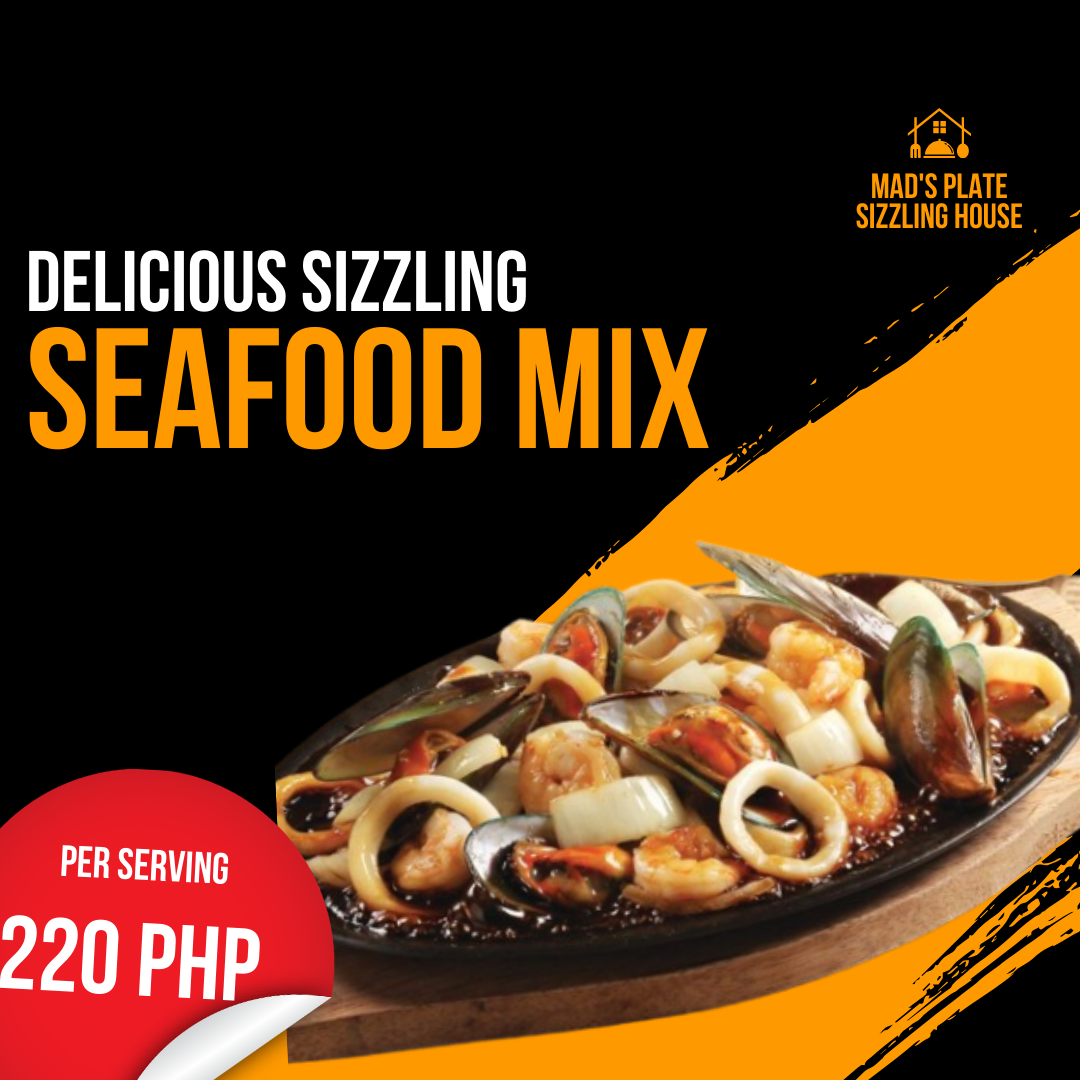 MAD'S PLATE
SIZZLING HOUSE
DELICIOUS SIZZLING
SEAFOOD MIX
PER SERVING
220 PHP